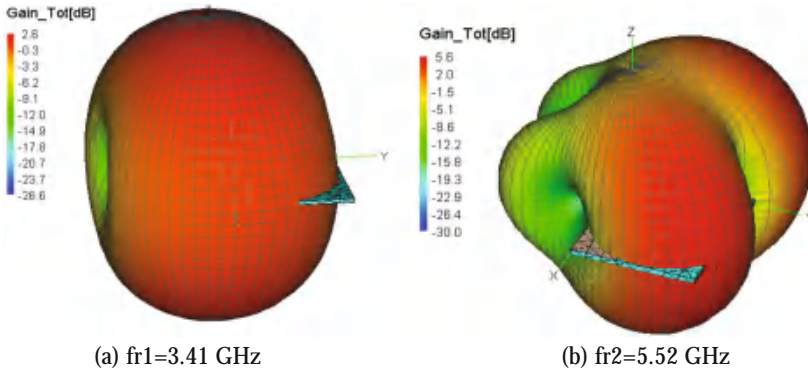 Gain_Tot[dB]
2.6
-0.3
-3.3
-6.2
-9.1
-12.0
-14.9
-17.8
-20.7
-23.7
-26.6
Z
Y
X
(a) fr1=3.41 GHz
Gain_Tot[dB]
5.6
2.0
-1.5
-5.1
-8.6
-12.2
-15.8
-19.3
-22.9
-26.4
-30.0
Z
X
(b) fr2=5.52 GHz